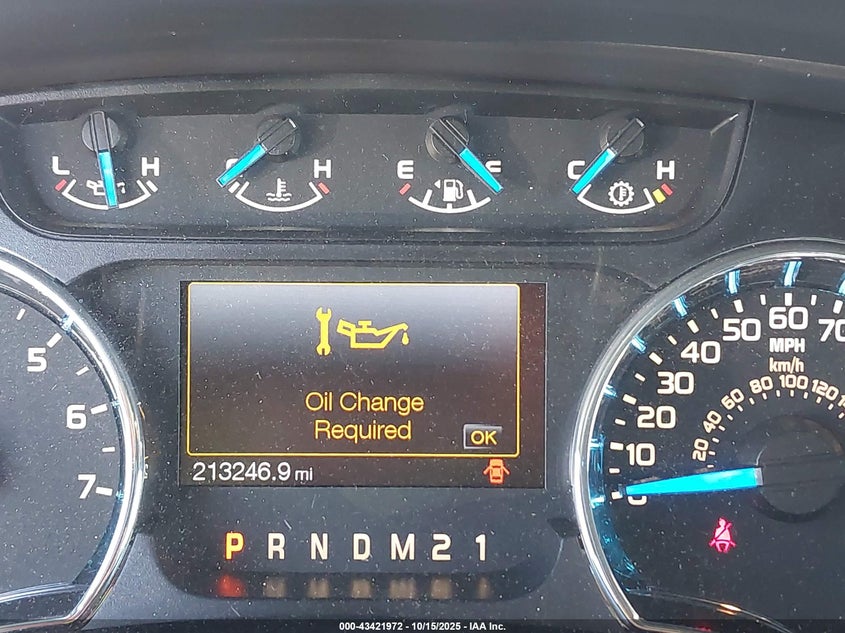 L H C H E F C H
Oil Change
Required
OK
213246.9 mi
P R N D M 2 1
5
6
7
0 10 20 30 40 50 60 70
MPH
km/h
20 40 60 80 100 120
000-43421972 - 10/15/2025 - IAA Inc.